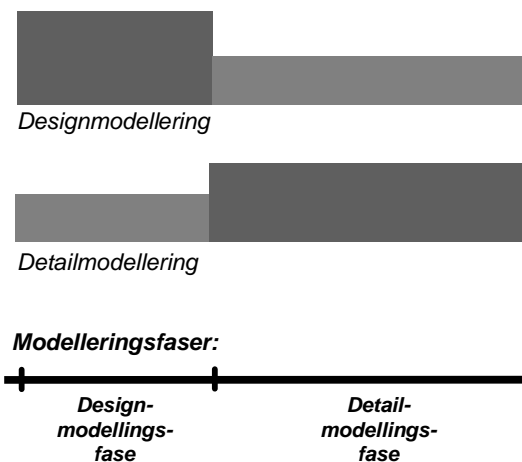 Designmodellering
Detailmodellering
Modelleringsfaser:
Design-
modellings-
fase
Detail-
modellings-
fase